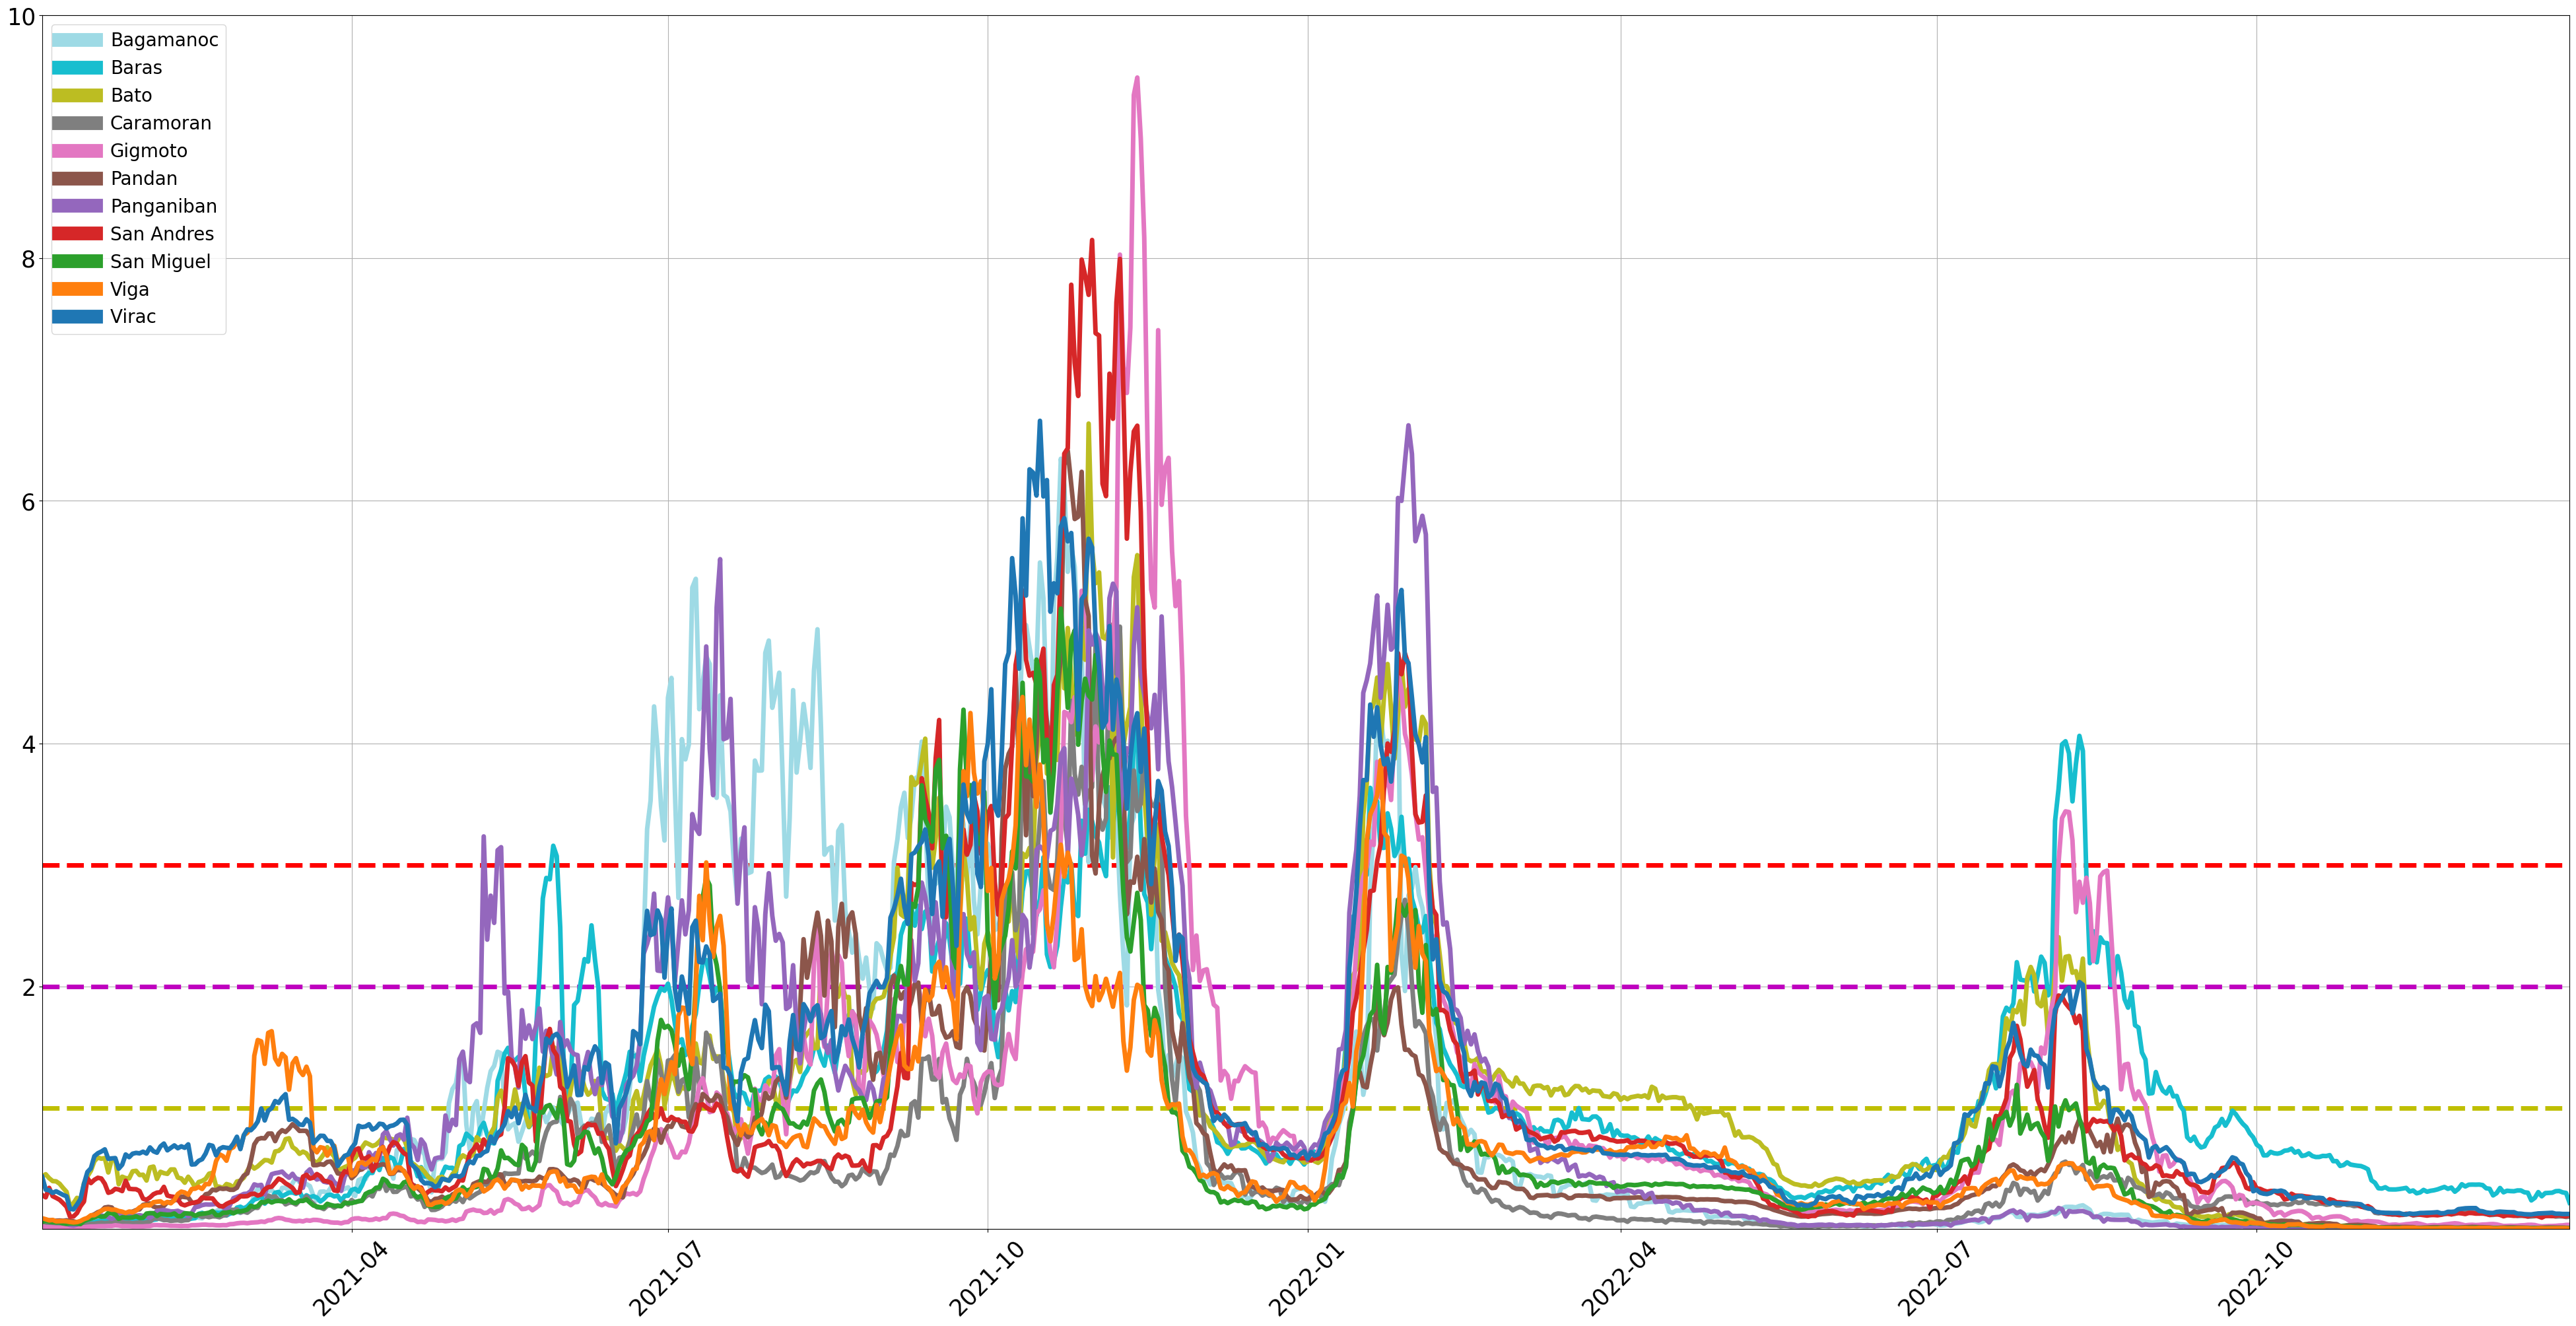 10
8
6
4
2
Bagamanoc
Baras
Bato
Caramoran
Gigmoto
Pandan
Panganiban
San Andres
San Miguel
Viga
Virac
2021-04
2021-07
2021-10
2022-01
2022-04
2022-07
2022-10